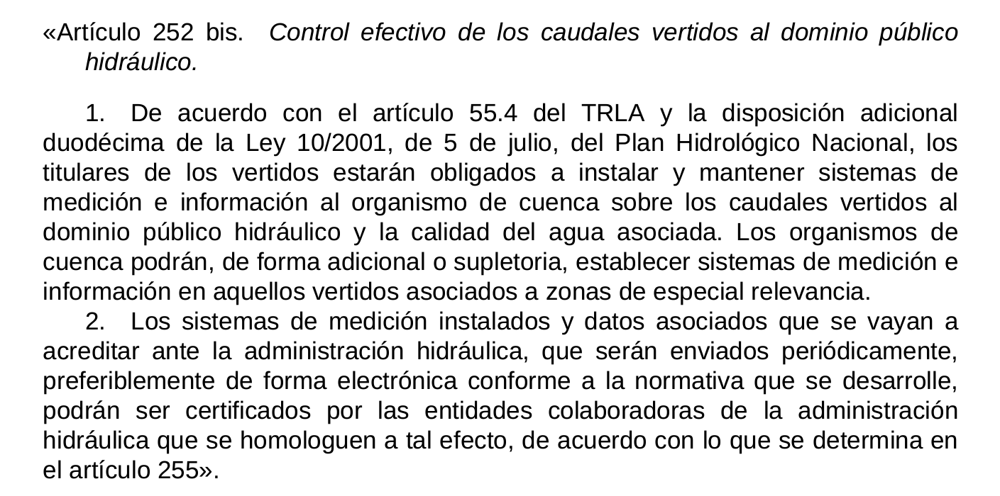 «Artículo 252 bis. Control efectivo de los caudales vertidos al dominio público
hidráulico.
1. De acuerdo con el artículo 55.4 del TRLA y la disposición adicional
duodécima de la Ley 10/2001, de 5 de julio, del Plan Hidrológico Nacional, los
titulares de los vertidos estarán obligados a instalar y mantener sistemas de
medición e información al organismo de cuenca sobre los caudales vertidos al
dominio público hidráulico y la calidad del agua asociada. Los organismos de
cuenca podrán, de forma adicional o supletoria, establecer sistemas de medición e
información en aquellos vertidos asociados a zonas de especial relevancia.
2. Los sistemas de medición instalados y datos asociados que se vayan a
acreditar ante la administración hidráulica, que serán enviados periódicamente,
preferiblemente de forma electrónica conforme a la normativa que se desarrolle,
podrán ser certificados por las entidades colaboradoras de la administración
hidráulica que se homologuen a tal efecto, de acuerdo con lo que se determina en
el artículo 255».